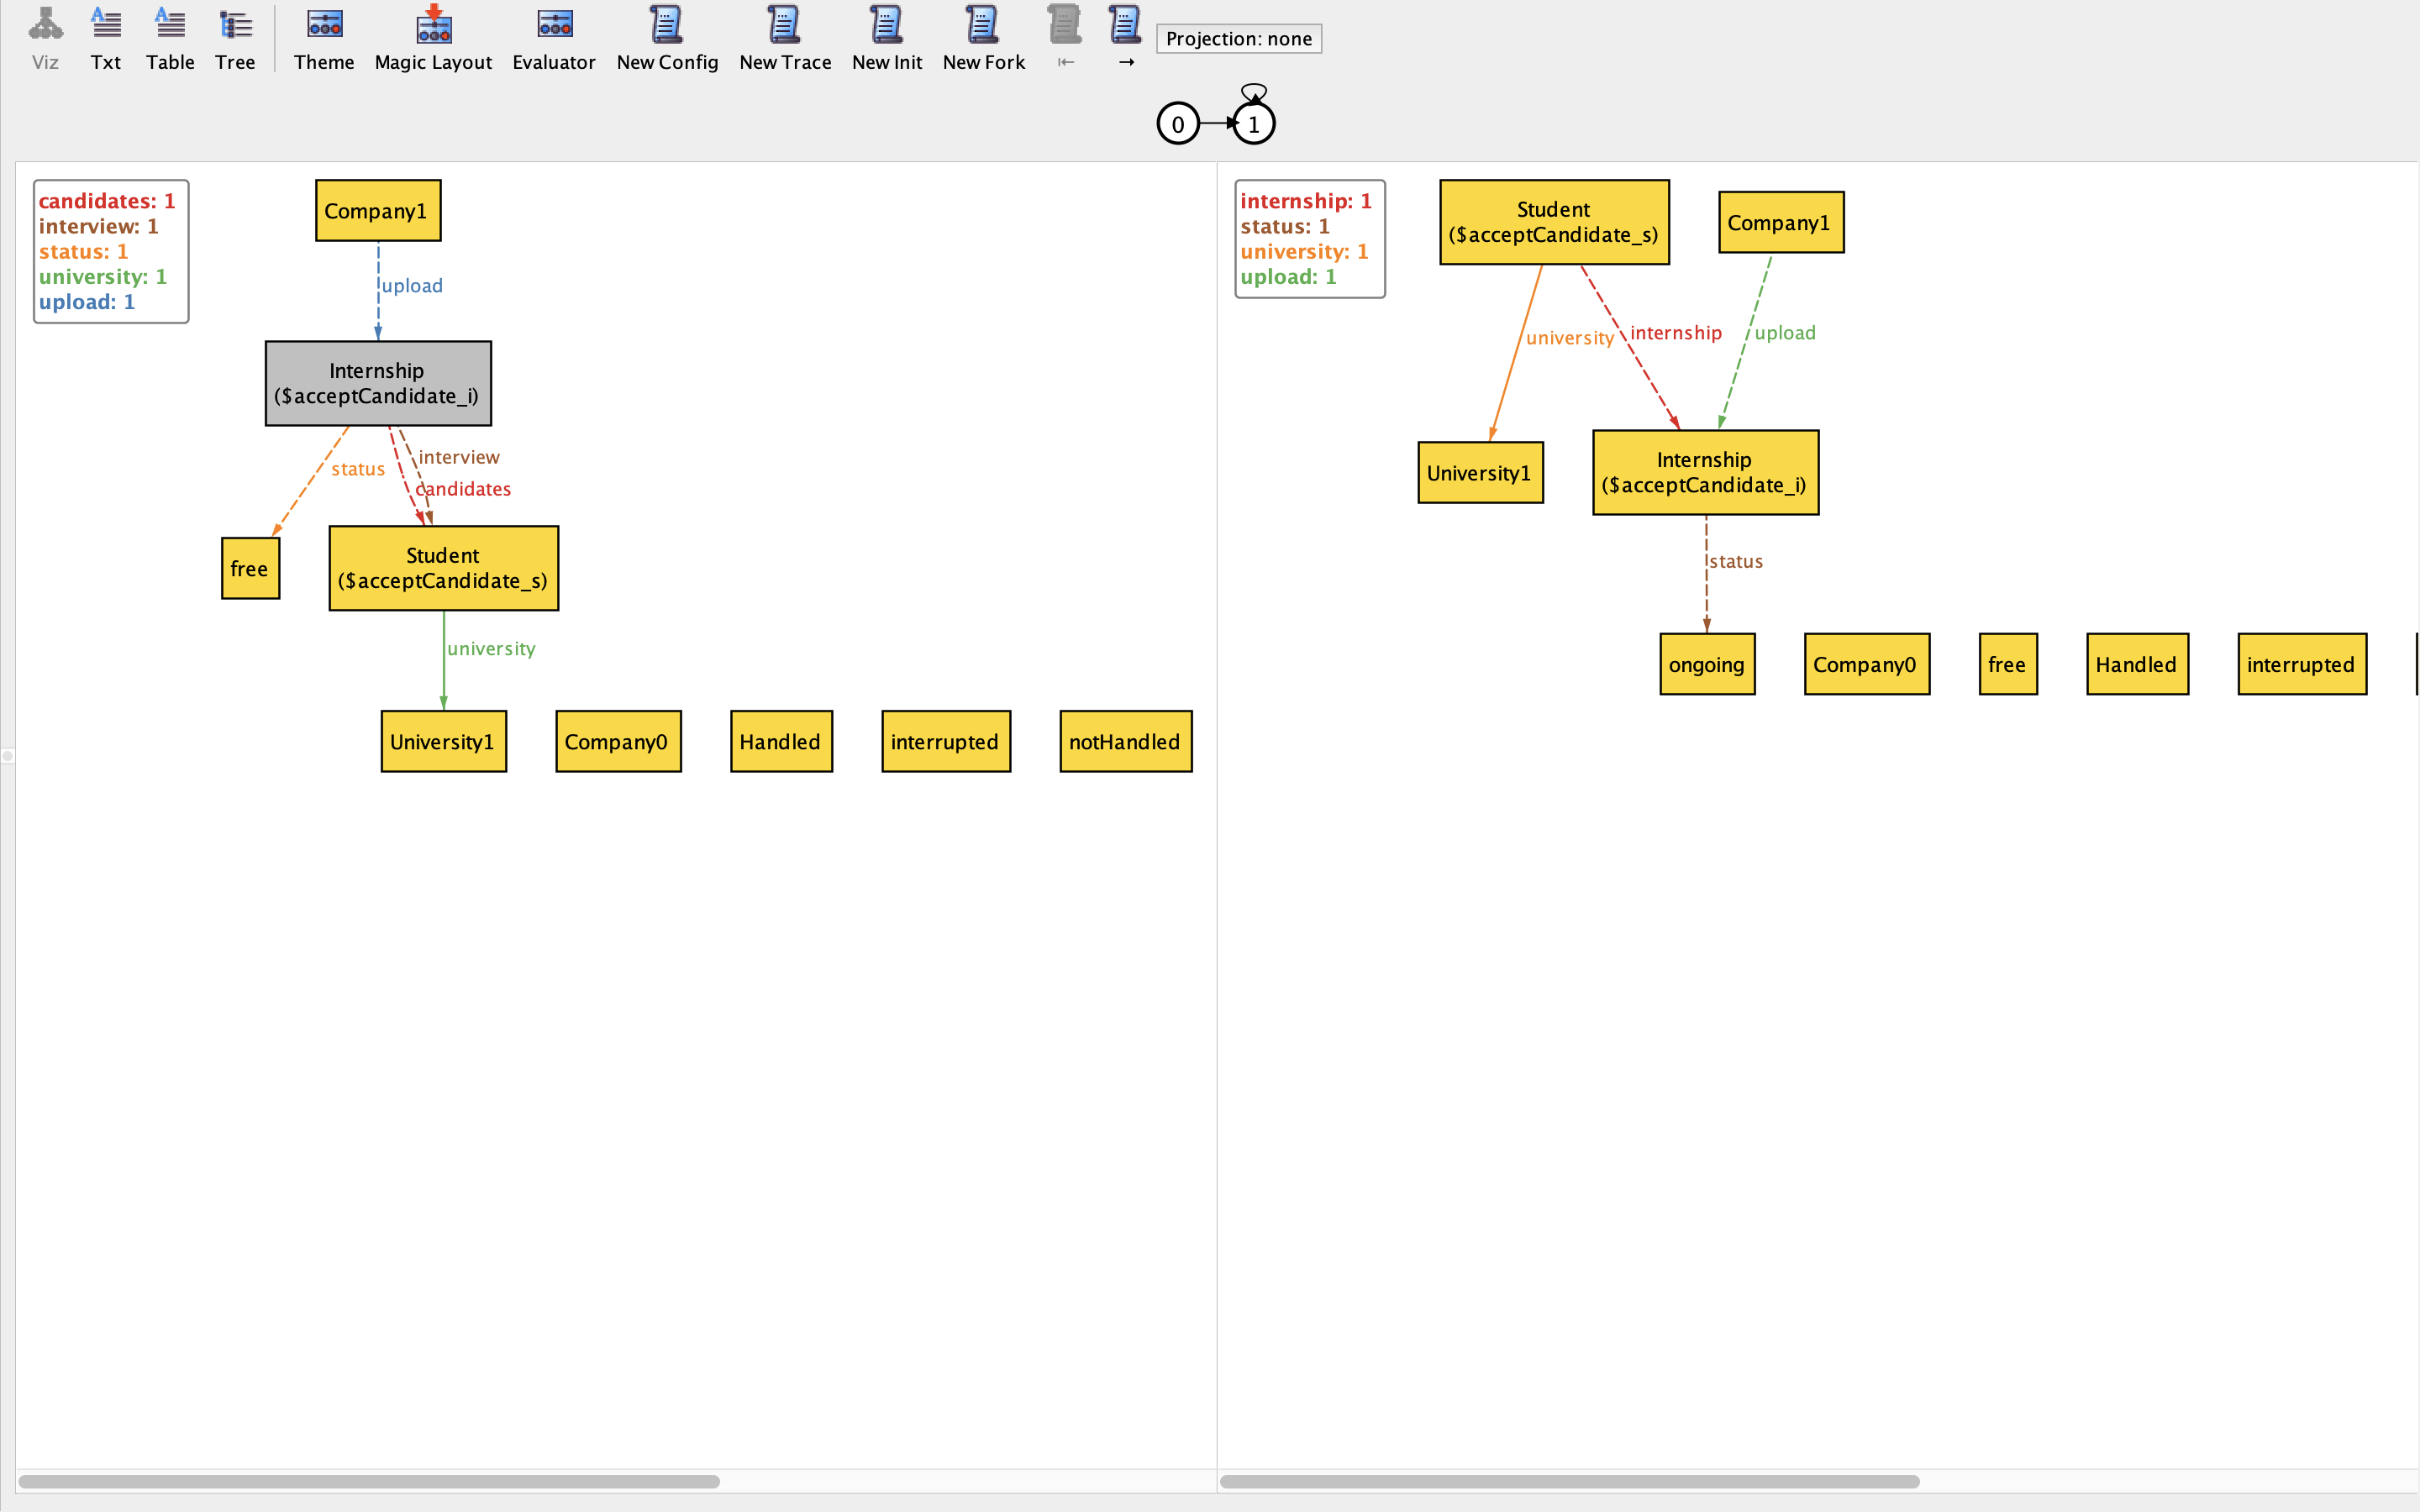 Viz Txt Table Tree Theme Magic Layout Evaluator New Config New Trace New Init New Fork ⇤ → Projection: none
0 1
candidates: 1
interview: 1
status: 1
university: 1
upload: 1
Company1
upload
Internship
($acceptCandidate_i)
status
interview
candidates
free
Student
($acceptCandidate_s)
university
University1 Company0 Handled interrupted notHandled
internship: 1
status: 1
university: 1
upload: 1
Student
($acceptCandidate_s)
Company1
university internship upload
University1
Internship
($acceptCandidate_i)
status
ongoing Company0 free Handled interrupted